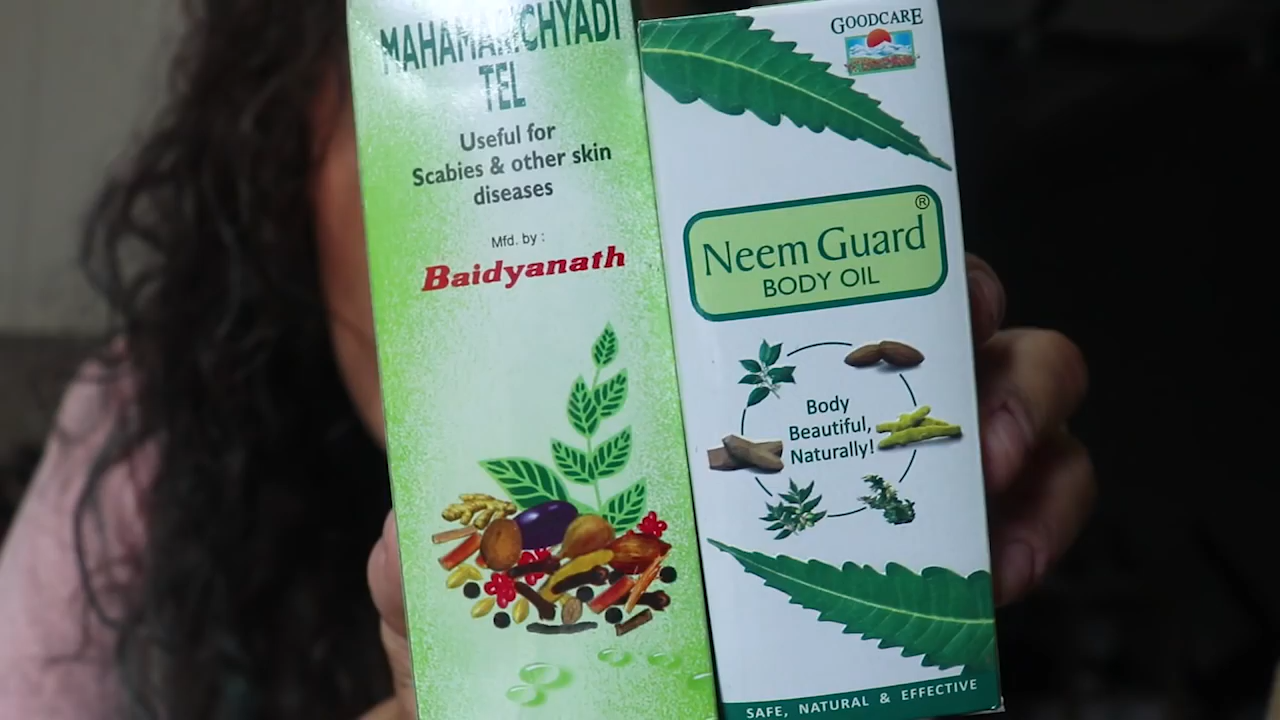 MAHAMARICHYADI
TEL
Useful for
Scabies & other skin
diseases
Mfd. by :
Baidyanath
GOODCARE
Neem Guard®
BODY OIL
Body
Beautiful,
Naturally!
SAFE, NATURAL & EFFECTIVE